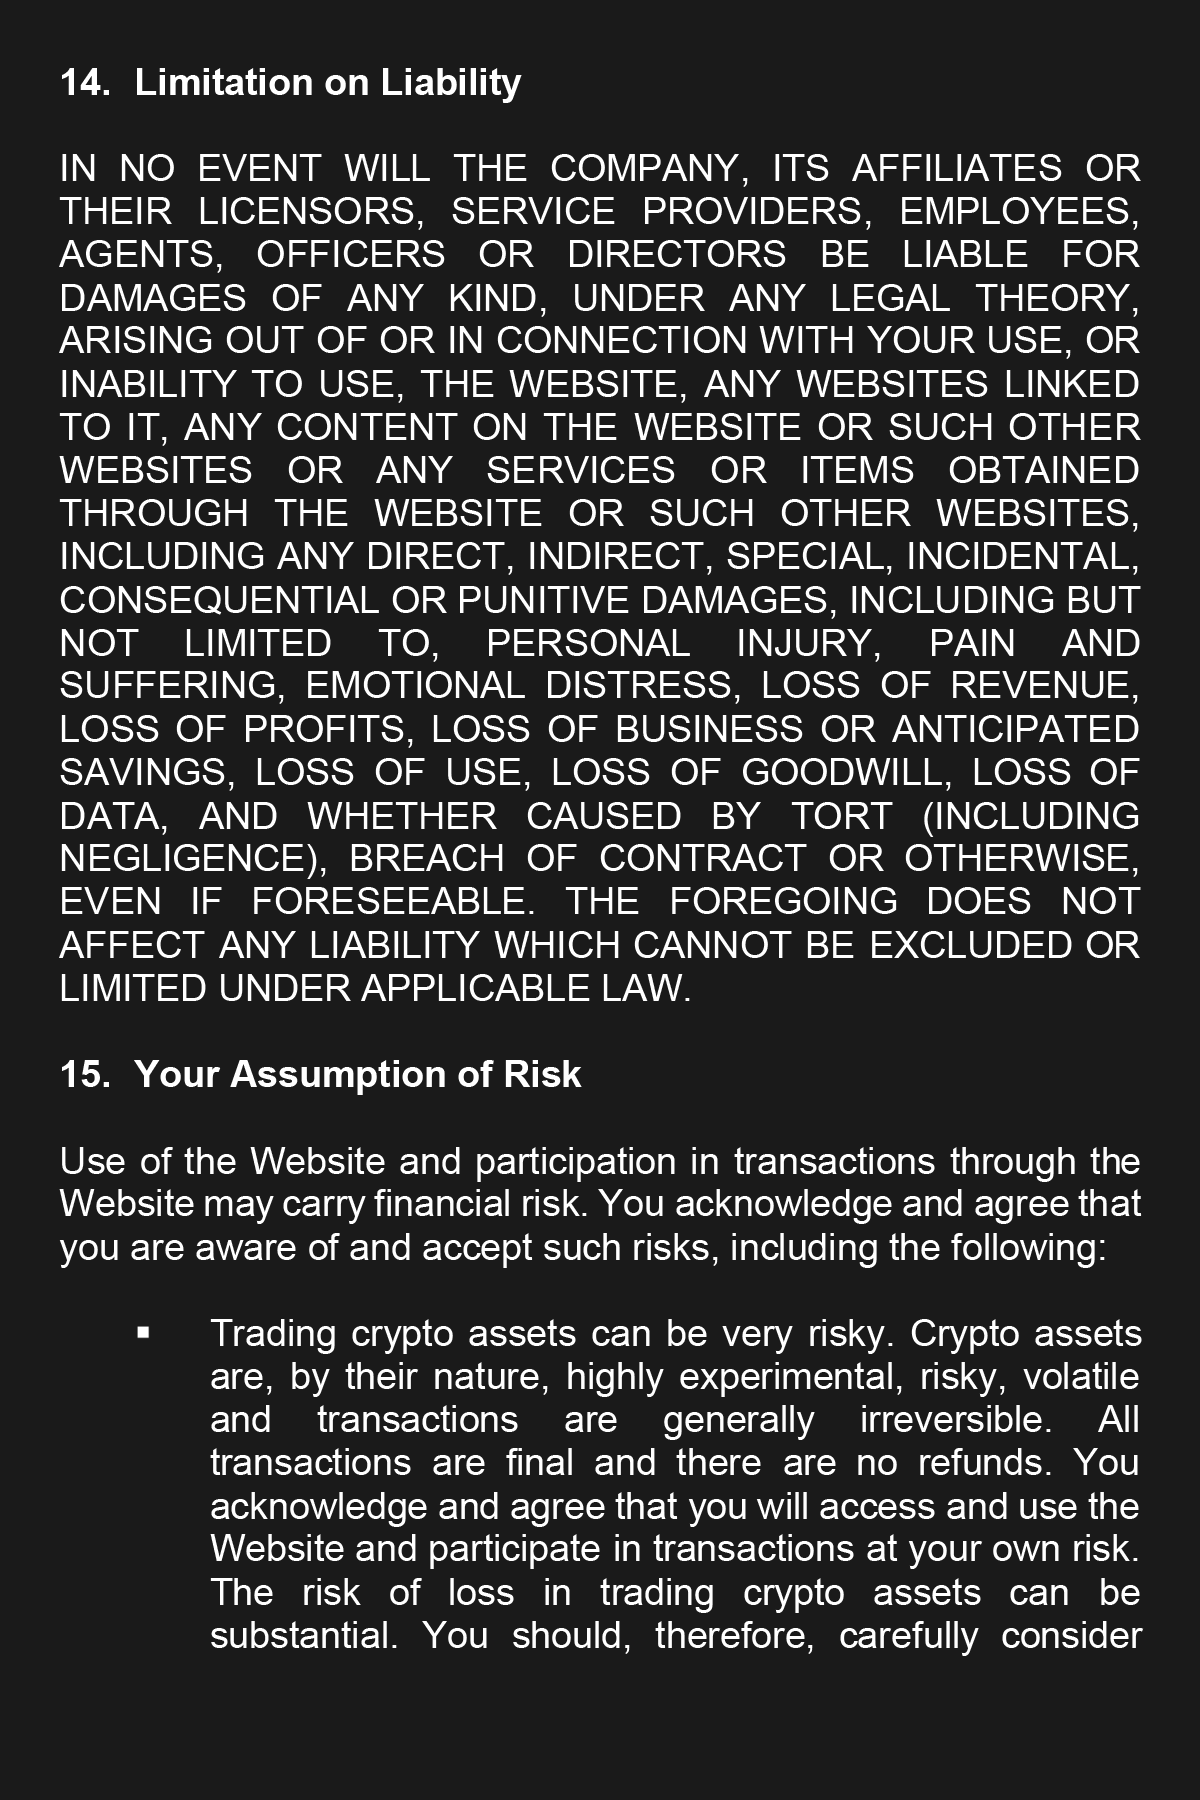 14. Limitation on Liability
IN NO EVENT WILL THE COMPANY, ITS AFFILIATES OR
THEIR LICENSORS, SERVICE PROVIDERS, EMPLOYEES,
AGENTS, OFFICERS OR DIRECTORS BE LIABLE FOR
DAMAGES OF ANY KIND, UNDER ANY LEGAL THEORY,
ARISING OUT OF OR IN CONNECTION WITH YOUR USE, OR
INABILITY TO USE, THE WEBSITE, ANY WEBSITES LINKED
TO IT, ANY CONTENT ON THE WEBSITE OR SUCH OTHER
WEBSITES OR ANY SERVICES OR ITEMS OBTAINED
THROUGH THE WEBSITE OR SUCH OTHER WEBSITES,
INCLUDING ANY DIRECT, INDIRECT, SPECIAL, INCIDENTAL,
CONSEQUENTIAL OR PUNITIVE DAMAGES, INCLUDING BUT
NOT LIMITED TO, PERSONAL INJURY, PAIN AND
SUFFERING, EMOTIONAL DISTRESS, LOSS OF REVENUE,
LOSS OF PROFITS, LOSS OF BUSINESS OR ANTICIPATED
SAVINGS, LOSS OF USE, LOSS OF GOODWILL, LOSS OF
DATA, AND WHETHER CAUSED BY TORT (INCLUDING
NEGLIGENCE), BREACH OF CONTRACT OR OTHERWISE,
EVEN IF FORESEEABLE. THE FOREGOING DOES NOT
AFFECT ANY LIABILITY WHICH CANNOT BE EXCLUDED OR
LIMITED UNDER APPLICABLE LAW.
15. Your Assumption of Risk
Use of the Website and participation in transactions through the
Website may carry financial risk. You acknowledge and agree that
you are aware of and accept such risks, including the following:
▪ Trading crypto assets can be very risky. Crypto assets
are, by their nature, highly experimental, risky, volatile
and transactions are generally irreversible. All
transactions are final and there are no refunds. You
acknowledge and agree that you will access and use the
Website and participate in transactions at your own risk.
The risk of loss in trading crypto assets can be
substantial. You should, therefore, carefully consider